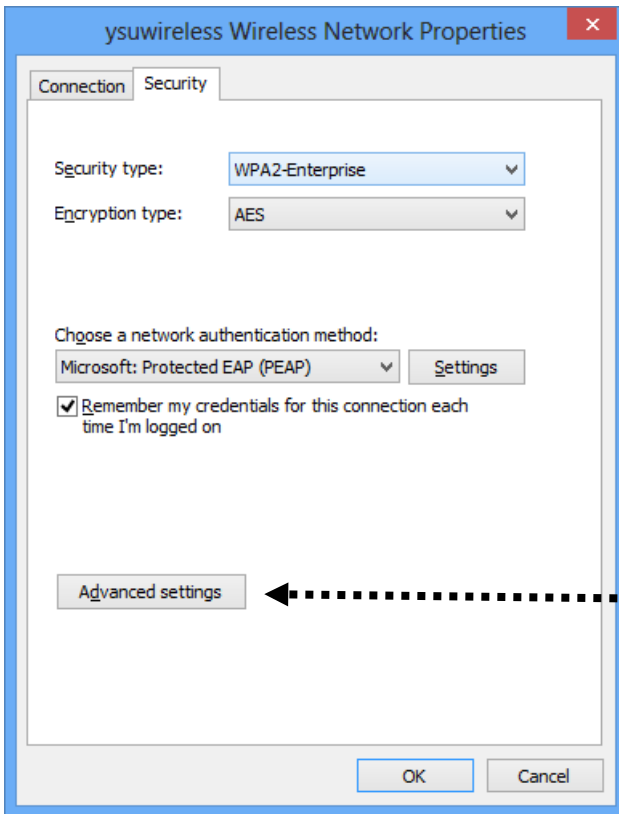 ysuwireless Wireless Network Properties
Connection Security
Security type: WPA2-Enterprise
Encryption type: AES
Choose a network authentication method:
Microsoft: Protected EAP (PEAP) Settings
Remember my credentials for this connection each
time I'm logged on
Advanced settings
OK Cancel